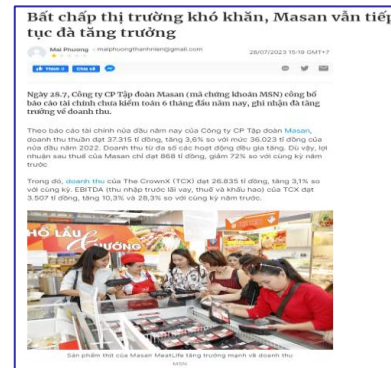 Bất chấp thị trường khó khăn, Masan vẫn tiếp
tục đà tăng trưởng
Mai Phương - maiphuongthanhnien@gmail.com
28/07/2023 15:19 GMT+7
Ngày 28.7, Công ty CP Tập đoàn Masan (mã chứng khoán MSN) công bố
báo cáo tài chính chưa kiểm toán 6 tháng đầu năm nay, ghi nhận đà tăng
trưởng về doanh thu.
Theo báo cáo tài chính nửa đầu năm nay của Công ty CP Tập đoàn Masan,
doanh thu thuần đạt 37.315 tỉ đồng, tăng 3,6% so với mức 36.023 tỉ đồng của
nửa đầu năm 2022. Doanh thu từ đa số các hoạt động đều gia tăng. Dù vậy, lợi
nhuận sau thuế của Masan chỉ đạt 868 tỉ đồng, giảm 72% so với cùng kỳ năm
trước.
Trong đó, doanh thu của The CrownX (TCX) đạt 26.835 tỉ đồng, tăng 3,1% so
với cùng kỳ. EBITDA (thu nhập trước lãi vay, thuế và khấu hao) của TCX đạt
3.507 tỉ đồng, tăng 10,3% và 28,3% so với cùng kỳ năm trước.
HỒ LẨU
NƯỚNG
Sản phẩm thịt của Masan MeatLife tăng trưởng mạnh về doanh thu
MSN